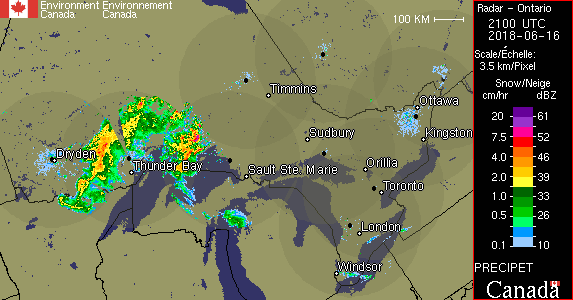 Environment Environnement
Canada Canada
100 KM
Timmins
Ottawa
Sudbury
Kingston
Dryden
Thunder Bay
Sault Ste. Marie
Orillia
Toronto
London
Windsor
Radar - Ontario
2100 UTC
2018-06-16
Scale/Échelle:
3.5 km/Pixel
Snow/Neige
cm/hr dBZ
20 61
7.5 52
4.0 46
2.0 39
1.0 33
0.5 26
0.1 10
PRECIPET
Canada